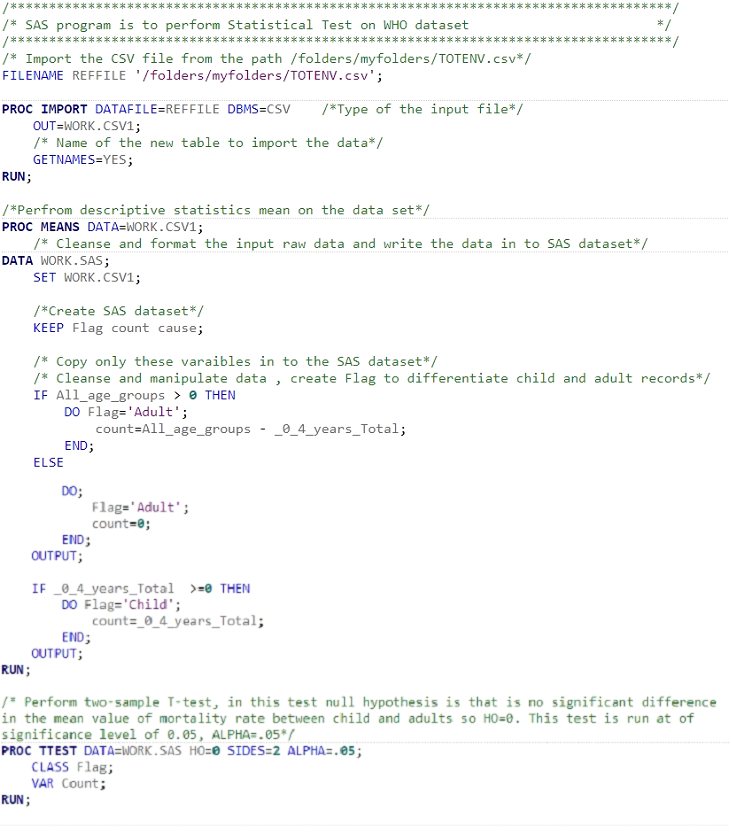 /*************************************************************************************/
/* SAS program is to perform Statistical Test on WHO dataset                        */
/*************************************************************************************/
/* Import the CSV file from the path /folders/myfolders/TOTENV.csv*/
FILENAME REFFILE '/folders/myfolders/TOTENV.csv';
PROC IMPORT DATAFILE=REFFILE DBMS=CSV    /*Type of the input file*/
    OUT=WORK.CSV1;
    /* Name of the new table to import the data*/
    GETNAMES=YES;
RUN;
/*Perfrom descriptive statistics mean on the data set*/
PROC MEANS DATA=WORK.CSV1;
    /* Cleanse and format the input raw data and write the data in to SAS dataset*/
DATA WORK.SAS;
    SET WORK.CSV1;
    /*Create SAS dataset*/
    KEEP Flag count cause;
    /* Copy only these varaibles in to the SAS dataset*/
    /* Cleanse and manipulate data , create Flag to differentiate child and adult records*/
    IF All_age_groups > 0 THEN
        DO Flag='Adult';
            count=All_age_groups - _0_4_years_Total;
        END;
    ELSE
        DO;
            Flag='Adult';
            count=0;
        END;
    OUTPUT;
    IF _0_4_years_Total  >=0 THEN
        DO Flag='Child';
            count=_0_4_years_Total;
        END;
    OUTPUT;
RUN;
/* Perform two-sample T-test, in this test null hypothesis is that is no significant difference
in the mean value of mortality rate between child and adults so HO=0. This test is run at of
significance level of 0.05, ALPHA=.05*/
PROC TTEST DATA=WORK.SAS HO=0 SIDES=2 ALPHA=.05;
    CLASS Flag;
    VAR Count;
RUN;